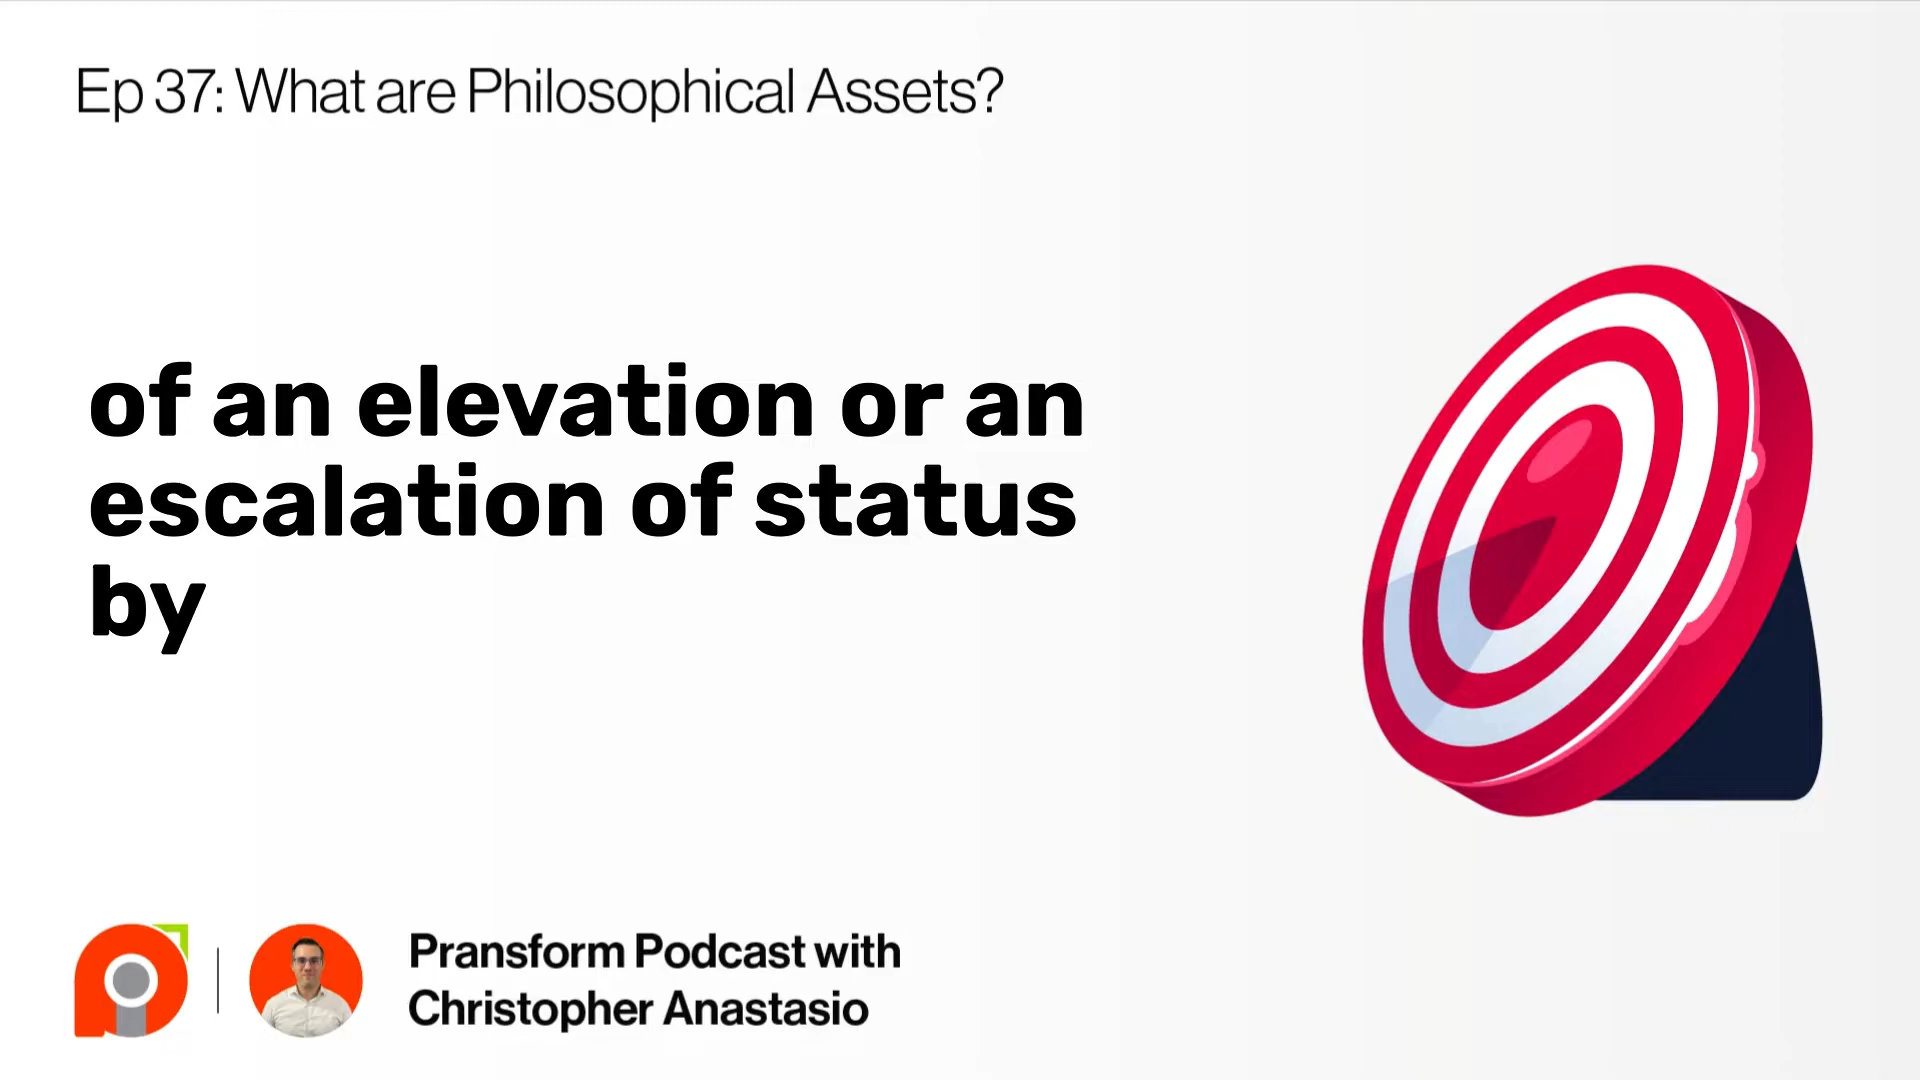 Ep 37: What are Philosophical Assets?
of an elevation or an
escalation of status
by
Pransform Podcast with
Christopher Anastasio